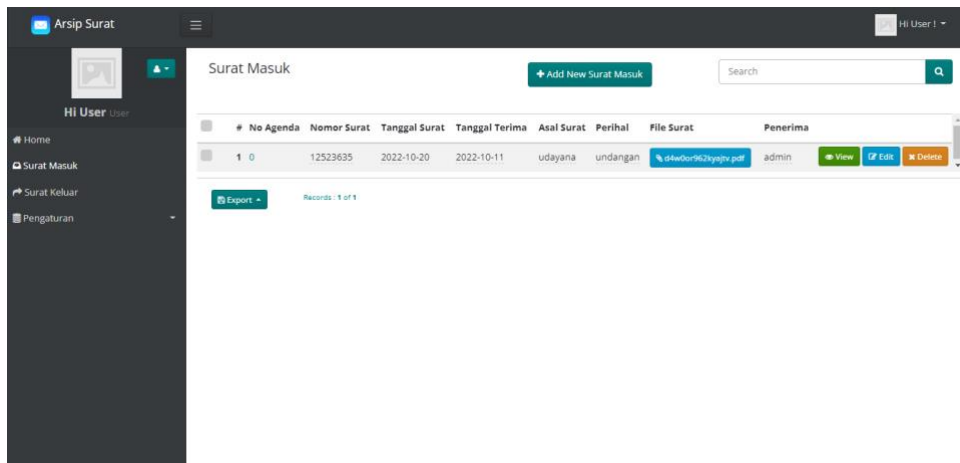 Arsip Surat
Hi User !
Hi User User
Home
Surat Masuk
Surat Keluar
Pengaturan
Surat Masuk
Add New Surat Masuk
Search
# No Agenda Nomor Surat Tanggal Surat Tanggal Terima Asal Surat Perihal File Surat Penerima
1 0 12523635 2022-10-20 2022-10-11 udayana undangan d4w0or962kyajtv.pdf admin View Edit Delete
Export
Records : 1 of 1